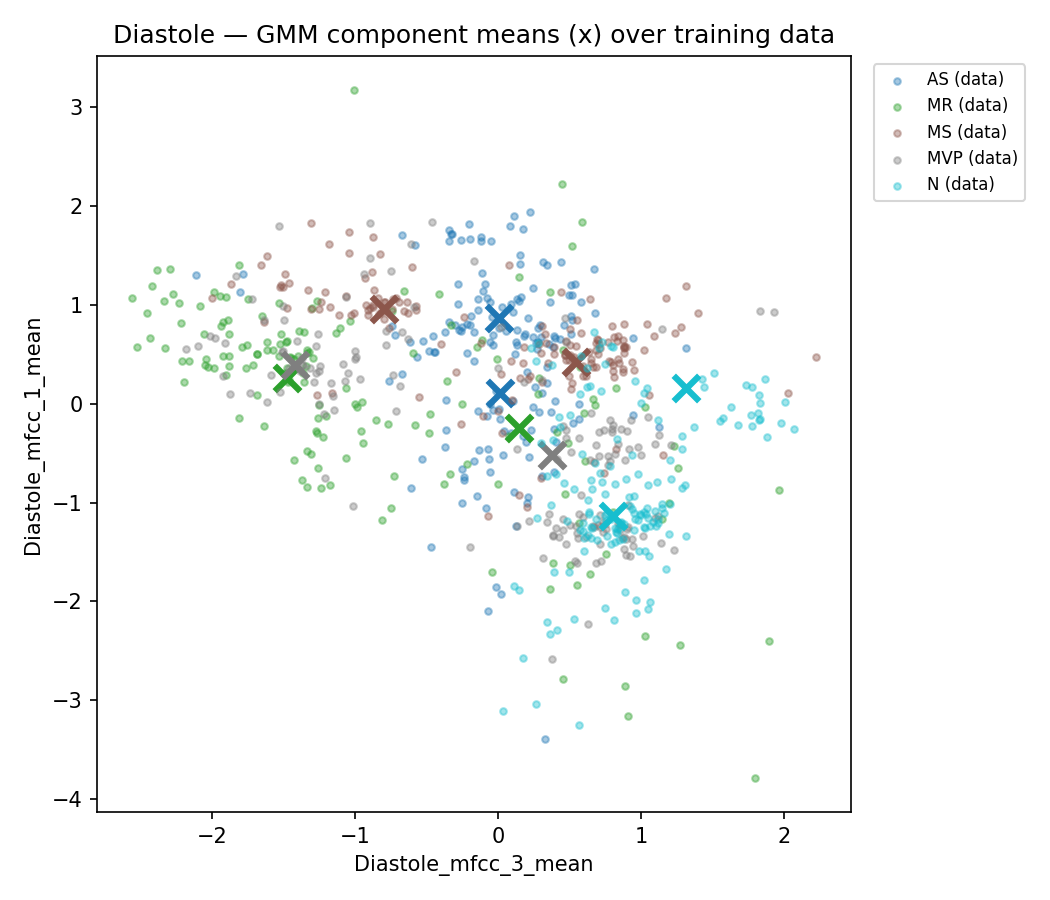 Diastole — GMM component means (x) over training data
AS (data)
MR (data)
MS (data)
MVP (data)
N (data)
Diastole_mfcc_1_mean
3
2
1
0
−1
−2
−3
−4
−2
−1
0
1
2
Diastole_mfcc_3_mean